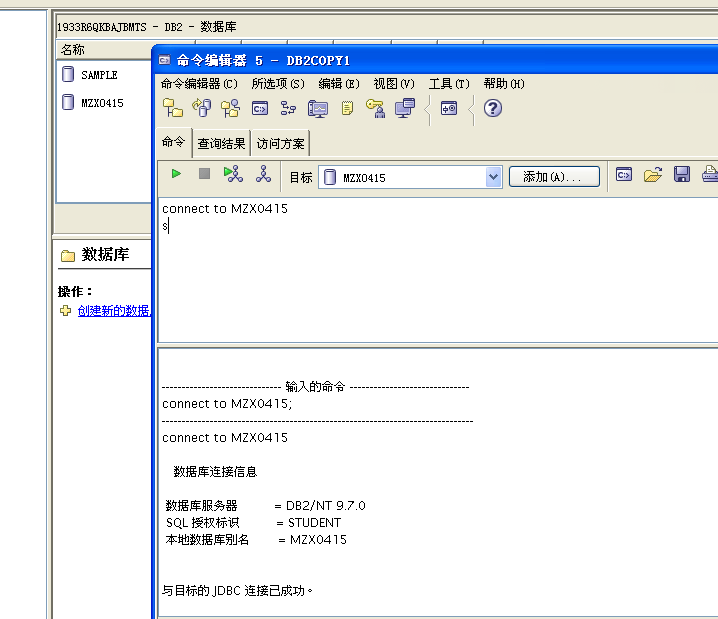 1933R6QKBAJBMTS - DB2 - 数据库
名称
SAMPLE
MZX0415
数据库
操作：
创建新的数据
命令编辑器 5 - DB2COPY1
命令编辑器(C) 所选项(S) 编辑(E) 视图(V) 工具(T) 帮助(H)
命令 查询结果 访问方案
目标 MZX0415 添加(A)...
connect to MZX0415
s
------------------------------ 输入的命令 ------------------------------
connect to MZX0415;
------------------------------------------------------------------------------
connect to MZX0415
数据库连接信息
数据库服务器 = DB2/NT 9.7.0
SQL 授权标识 = STUDENT
本地数据库别名 = MZX0415
与目标的 JDBC 连接已成功。